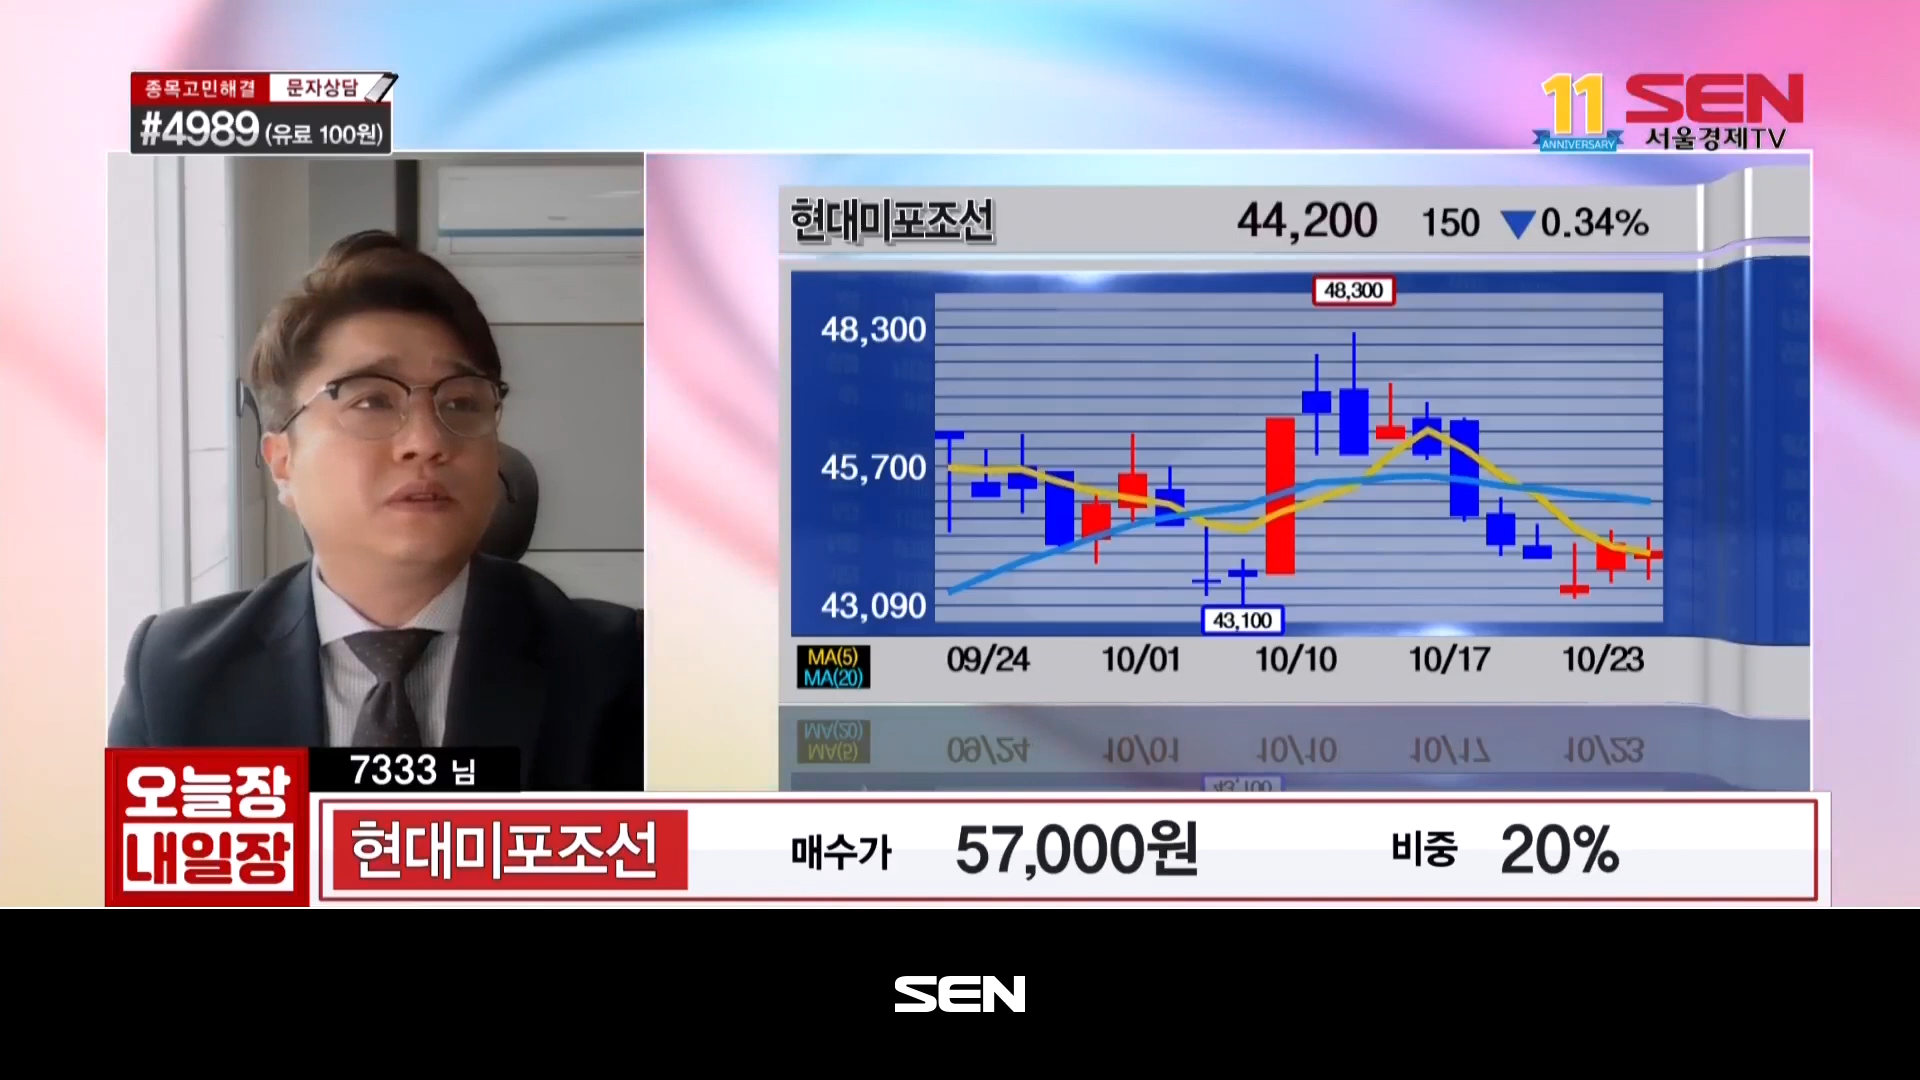 종목고민해결 문자상담
#4989 (유료 100원)
11 SEN
ANNIVERSARY 서울경제TV
현대미포조선 44,200 150 ▼0.34%
48,300
48,300
45,700
43,090
43,100
MA(5)
MA(20)
09/24 10/01 10/10 10/17 10/23
7333 님
오늘장
내일장
현대미포조선 매수가 57,000원 비중 20%
SEN